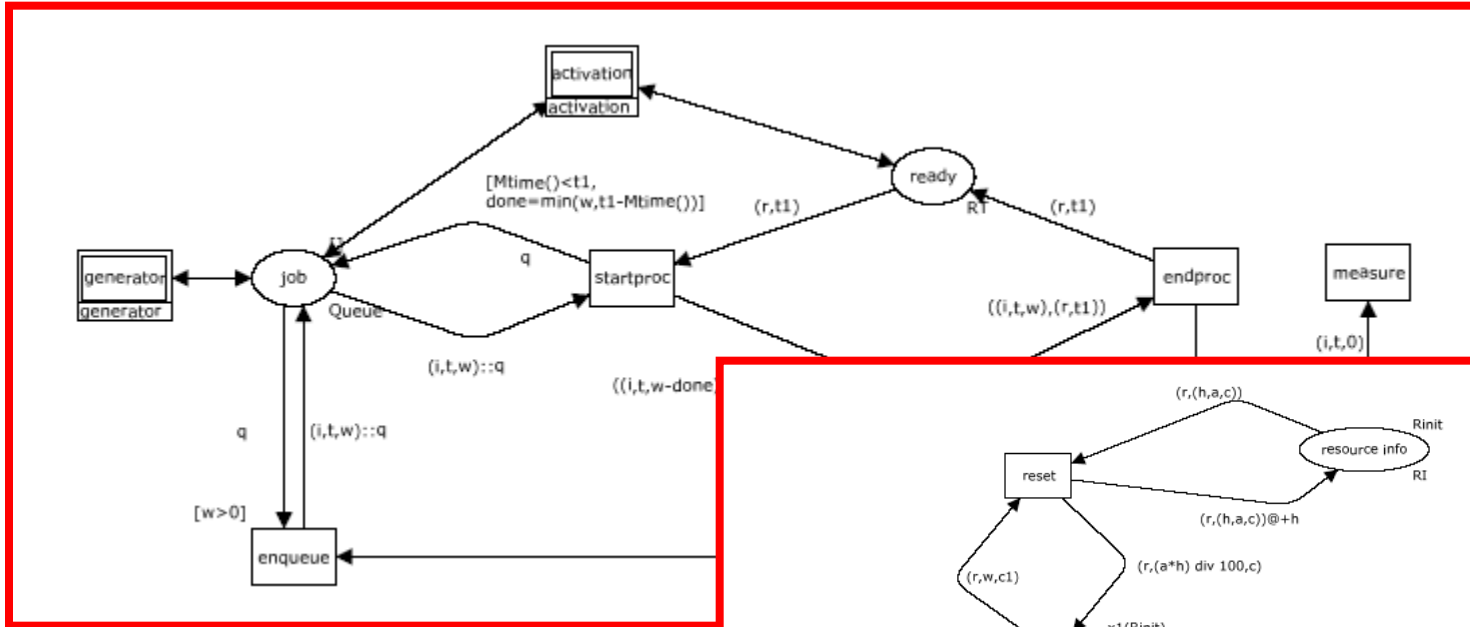 activation
activation
[Mtime()<t1,
done=min(w,t1-Mtime())]
ready
RT
(r,t1)
(r,t1)
[]
generator
generator
job
Queue
q
startproc
endproc
measure
((i,t,w),(r,t1))
(i,t,0)
(i,t,w)::q
((i,t,w-done)
q
(i,t,w)::q
[w>0]
enqueue
(r,(h,a,c))
Rinit
resource info
RI
reset
(r,(h,a,c))@+h
(r,(a*h) div 100,c)
(r,w,c1)